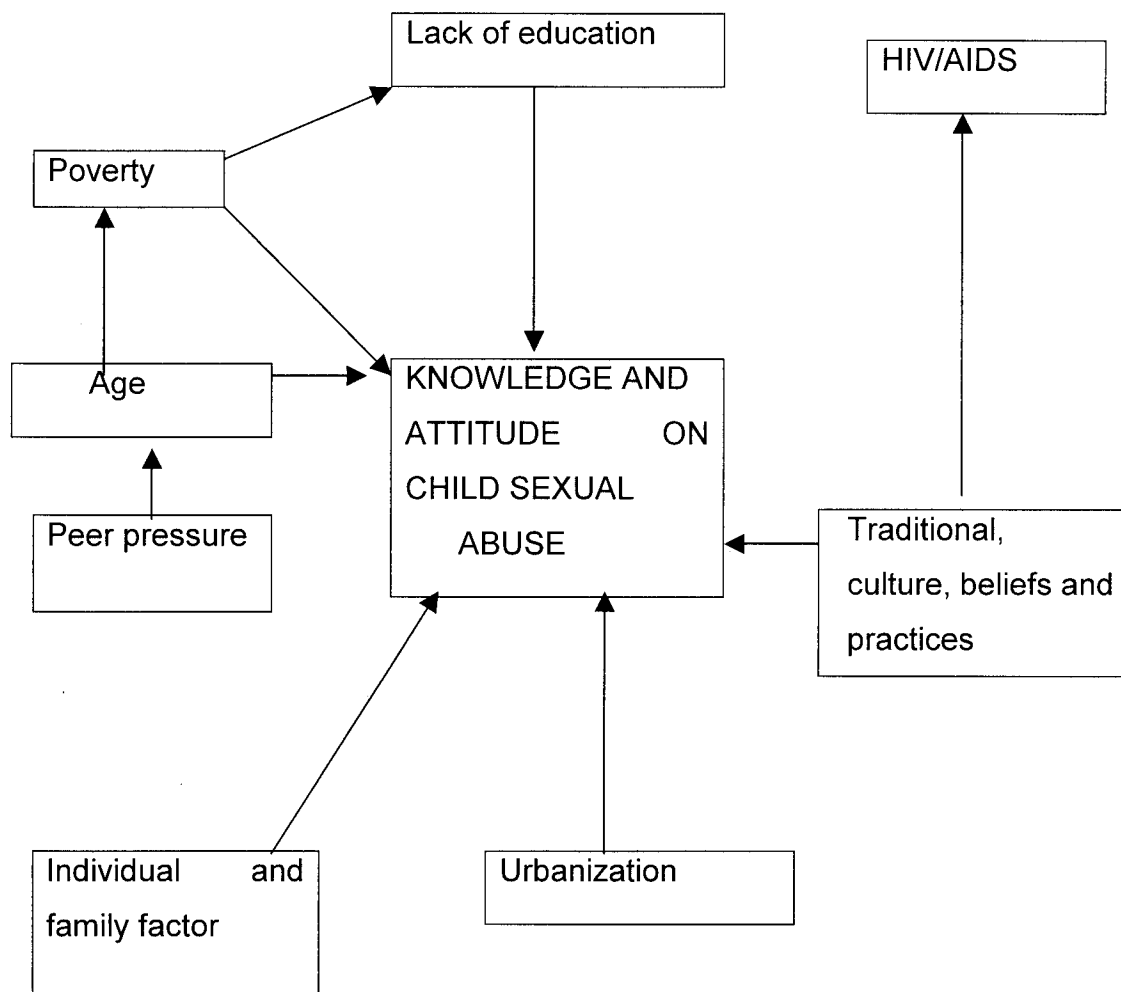 Lack of education
HIV/AIDS
Poverty
Age
KNOWLEDGE AND
ATTITUDE ON
CHILD SEXUAL
ABUSE
Peer pressure
Traditional,
culture, beliefs and
practices
Individual and
family factor
Urbanization